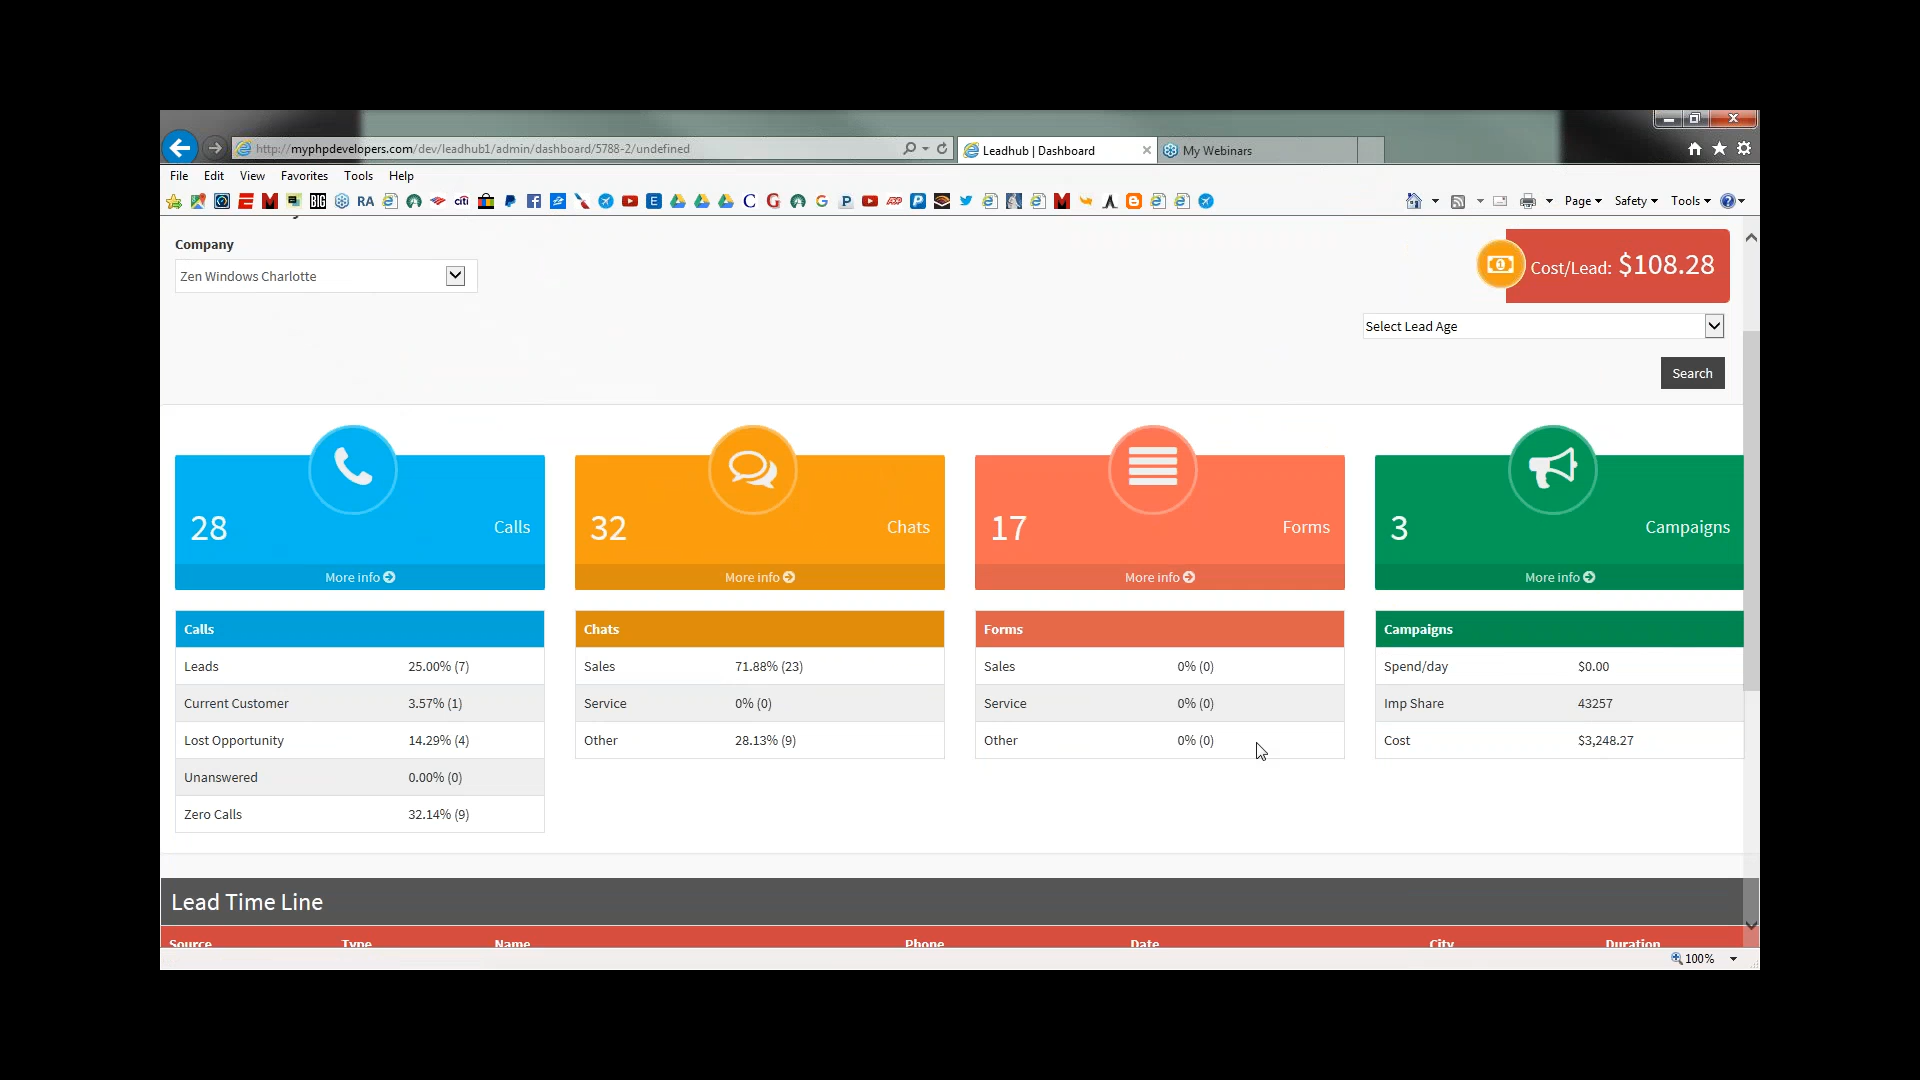 http://myphpdevelopers.com/dev/leadhub1/admin/dashboard/5788-2/undefined
Leadhub | Dashboard
My Webinars
File Edit View Favorites Tools Help
BIG RA citi
Page Safety Tools
Company
Zen Windows Charlotte
Cost/Lead: $108.28
Select Lead Age
Search
28 Calls
More info
32 Chats
More info
17 Forms
More info
3 Campaigns
More info
Calls
Leads 25.00% (7)
Current Customer 3.57% (1)
Lost Opportunity 14.29% (4)
Unanswered 0.00% (0)
Zero Calls 32.14% (9)
Chats
Sales 71.88% (23)
Service 0% (0)
Other 28.13% (9)
Forms
Sales 0% (0)
Service 0% (0)
Other 0% (0)
Campaigns
Spend/day $0.00
Imp Share 43257
Cost $3,248.27
Lead Time Line
Source Type Name Phone Date City Duration
100%